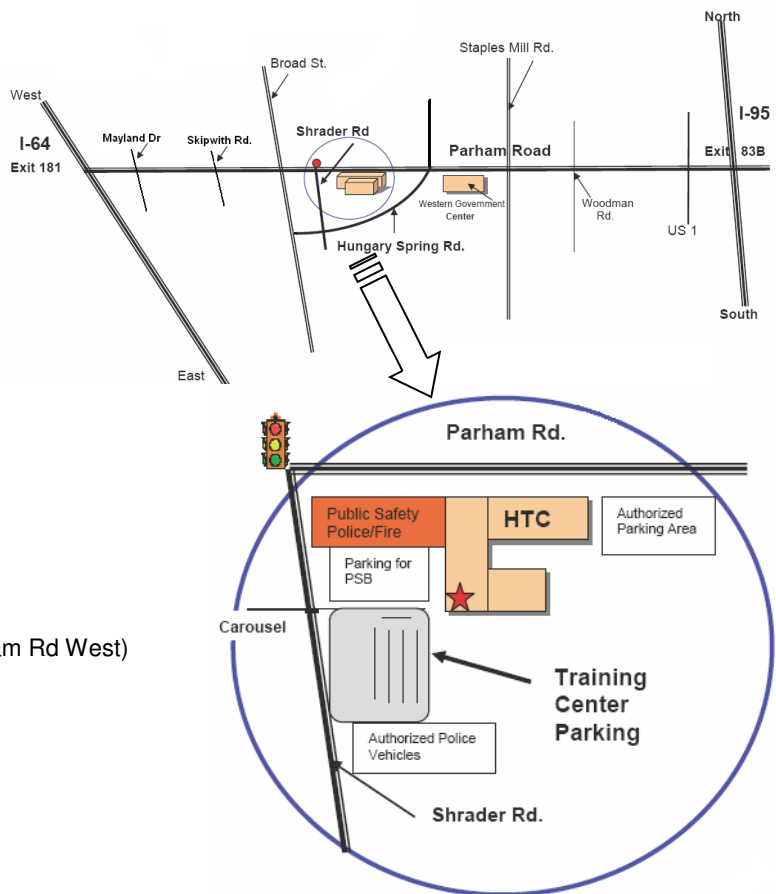 North
Staples Mill Rd.
Broad St.
West
I-95
I-64
Mayland Dr
Skipwith Rd.
Shrader Rd
Parham Road
Exit 181
Exit 83B
Western Government
Center
Woodman
Rd.
US 1
Hungary Spring Rd.
South
East
Parham Rd.
Public Safety
Police/Fire
HTC
Authorized
Parking Area
Parking for
PSB
Carousel
m Rd West)
Training
Center
Parking
Authorized Police
Vehicles
Shrader Rd.